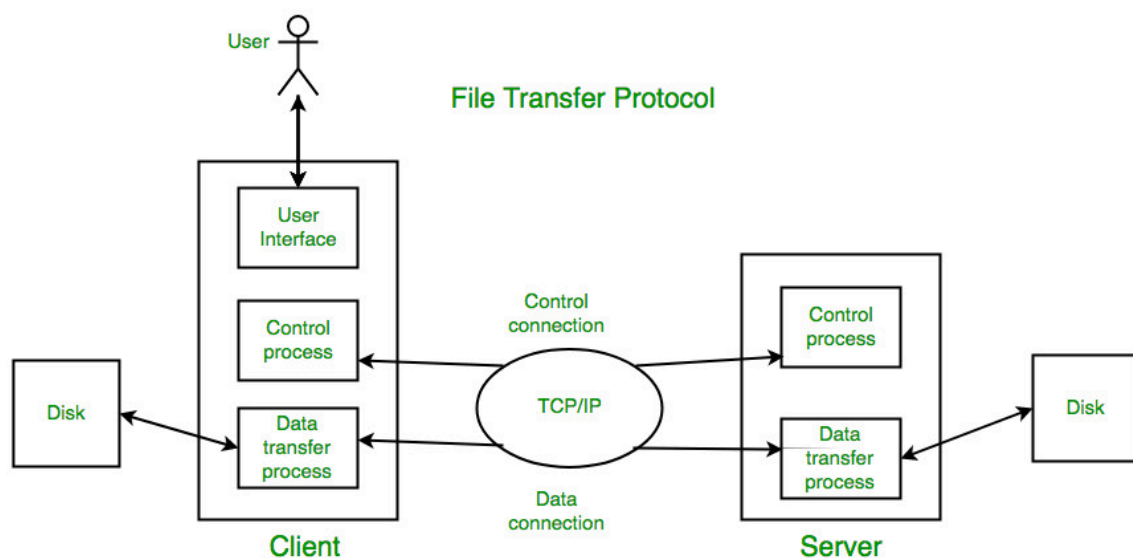 User
File Transfer Protocol
User
Interface
Control
process
Control
connection
Control
process
Disk
Data
transfer
process
TCP/IP
Data
transfer
process
Disk
Data
connection
Client
Server